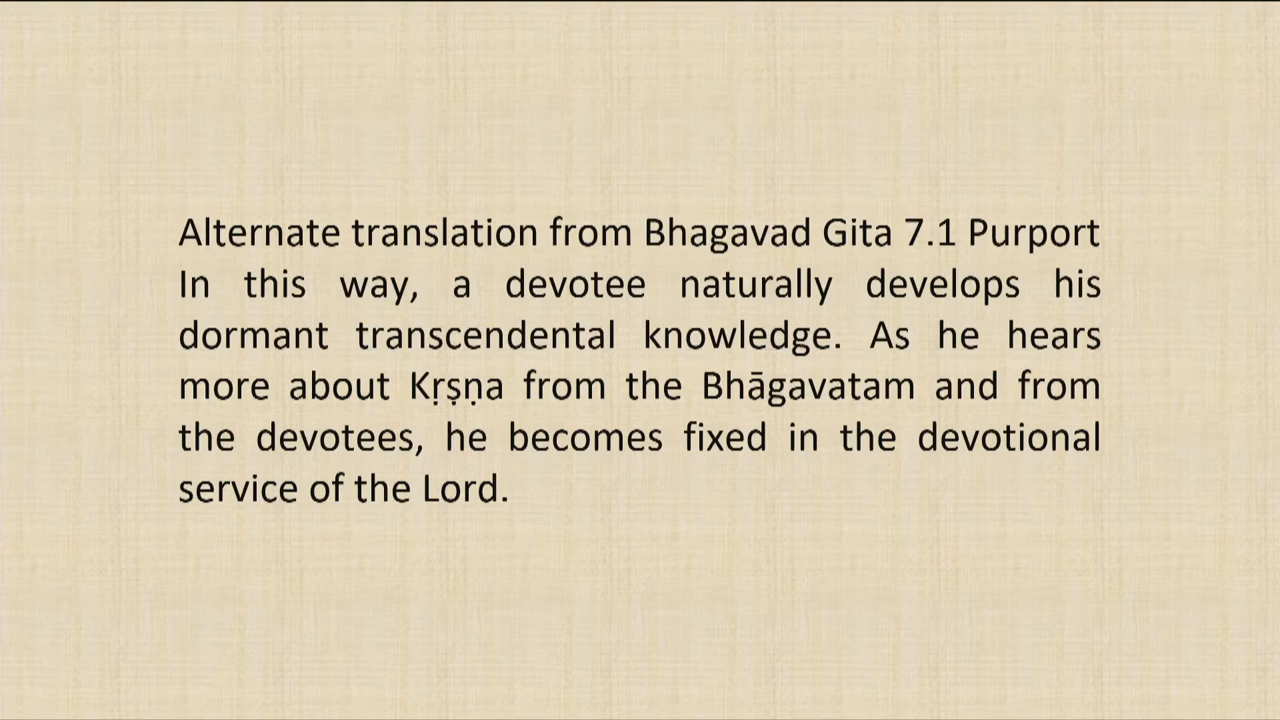 Alternate translation from Bhagavad Gita 7.1 Purport
In this way, a devotee naturally develops his
dormant transcendental knowledge. As he hears
more about Kṛṣṇa from the Bhāgavatam and from
the devotees, he becomes fixed in the devotional
service of the Lord.